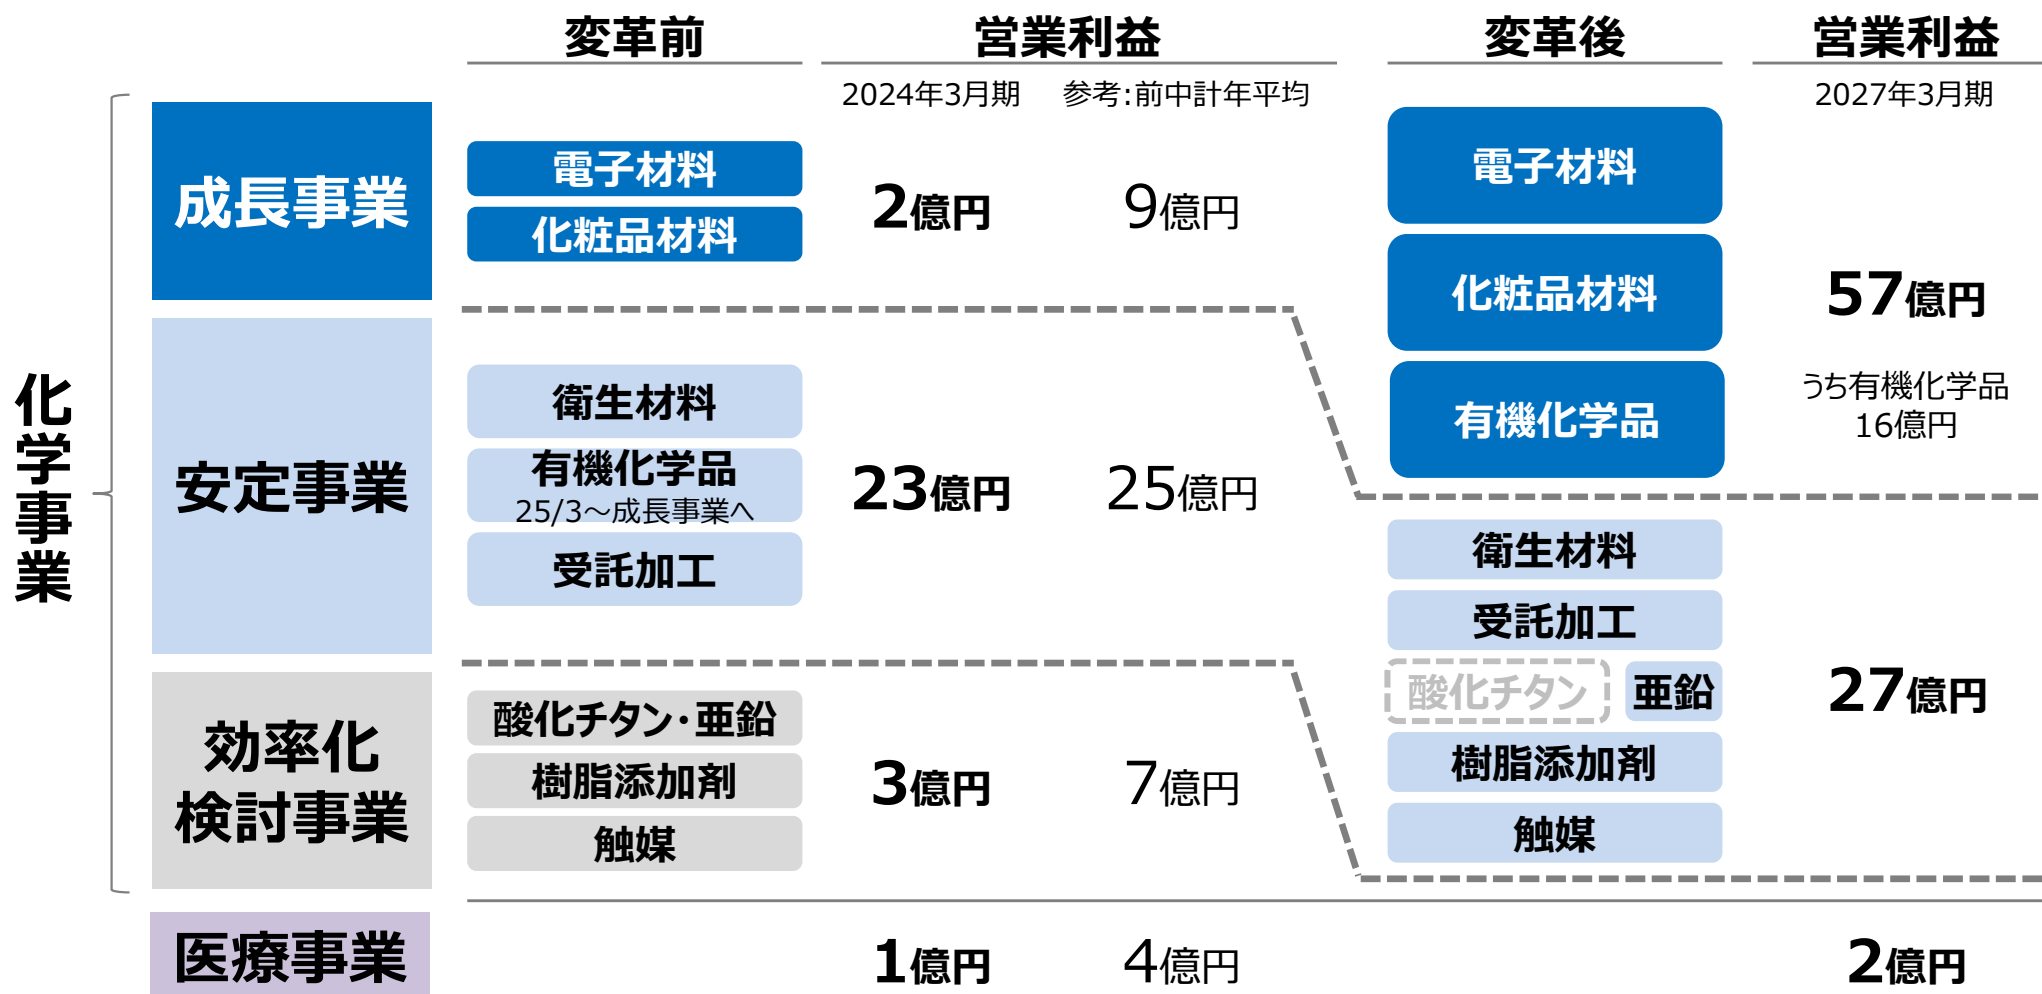 変革前
営業利益
変革後
営業利益
2024年3月期
参考:前中計年平均
2027年3月期
化学事業
成長事業
電子材料
化粧品材料
2億円
9億円
電子材料
化粧品材料
有機化学品
57億円
うち有機化学品
16億円
安定事業
衛生材料
有機化学品
25/3～成長事業へ
受託加工
23億円
25億円
衛生材料
受託加工
酸化チタン
亜鉛
樹脂添加剤
触媒
27億円
効率化
検討事業
酸化チタン・亜鉛
樹脂添加剤
触媒
3億円
7億円
医療事業
1億円
4億円
2億円